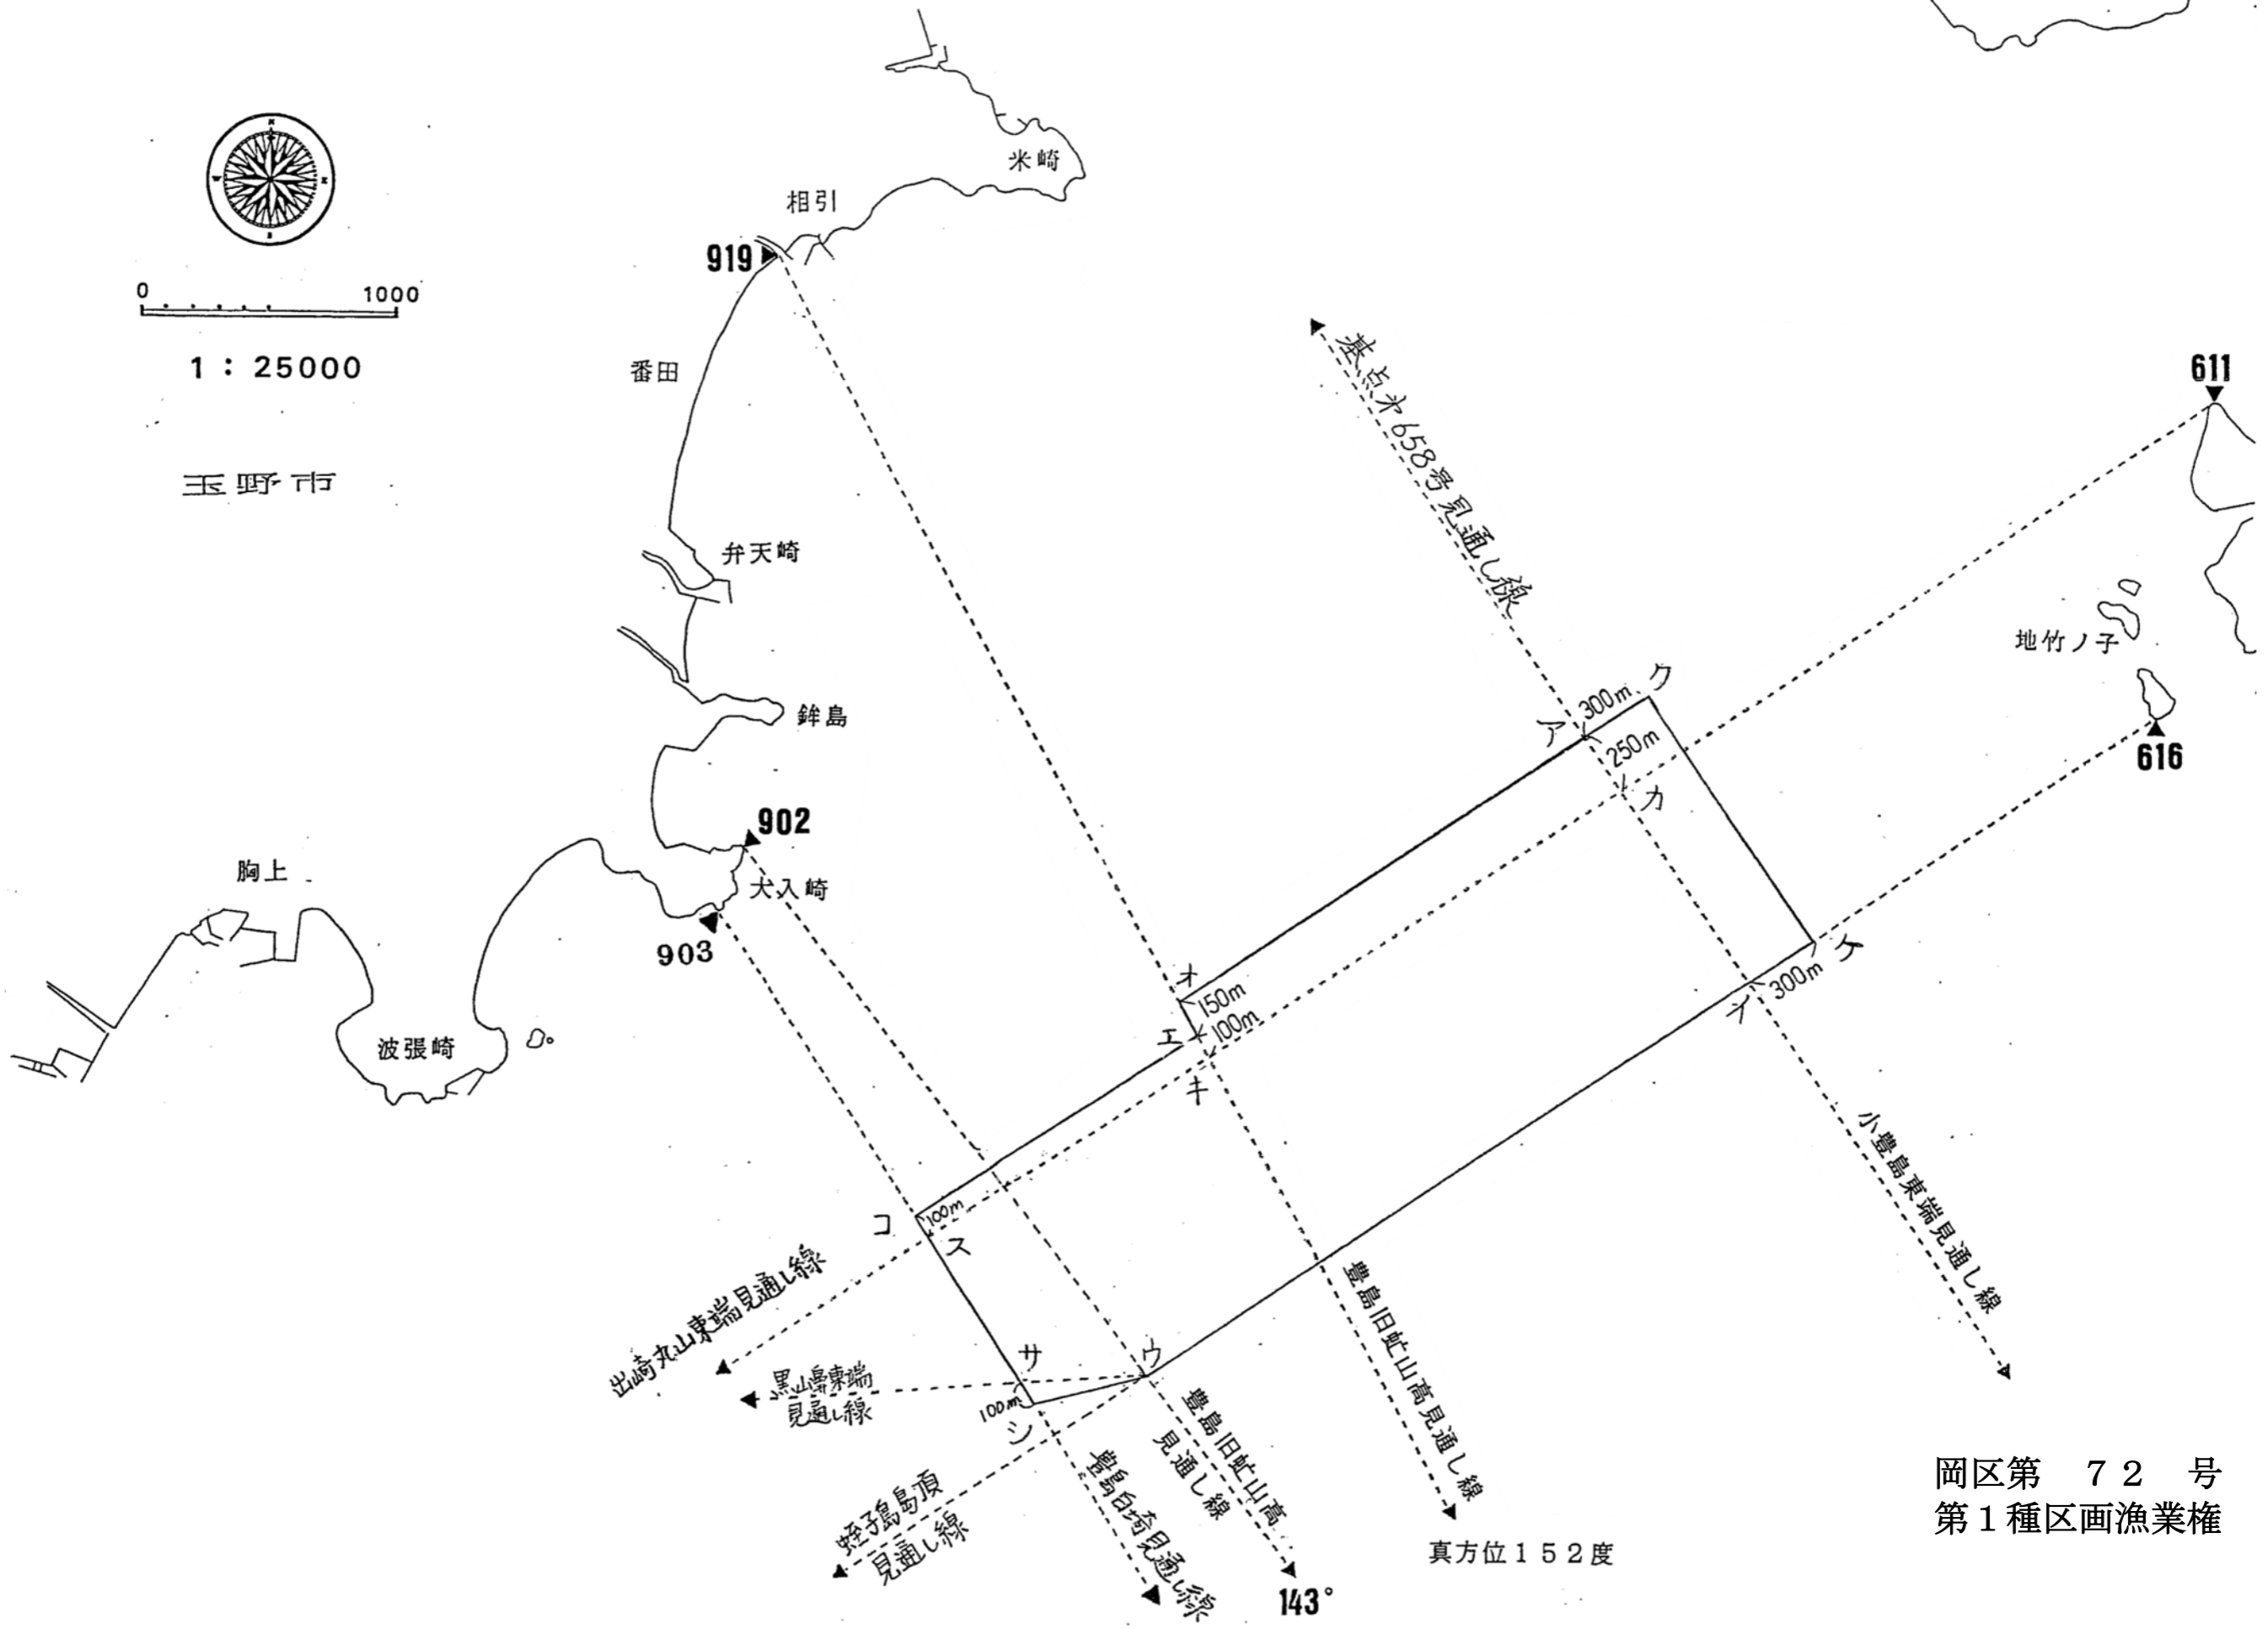 米崎
相引
919
0 1000
1 : 25000
番田
玉野市
基点第658号見通し線
611
弁天崎
地竹ノ子
鉾島
616
300m
ク
ア
250m
カ
902
大入崎
胸上
903
オ
150m
エ
100m
キ
ケ
300m
イ
波張崎
小豊島東端見通し線
コ
100m
ス
出崎丸山東端見通し線
サ
ウ
黒山鼻東端
見通し線
100m
シ
豊島旧虻山高見通し線
豊島旧虻山高
見通し線
蛭子島島頂
見通し線
豊島白崎見通し線
143°
真方位152度
岡区第 72 号
第1種区画漁業権